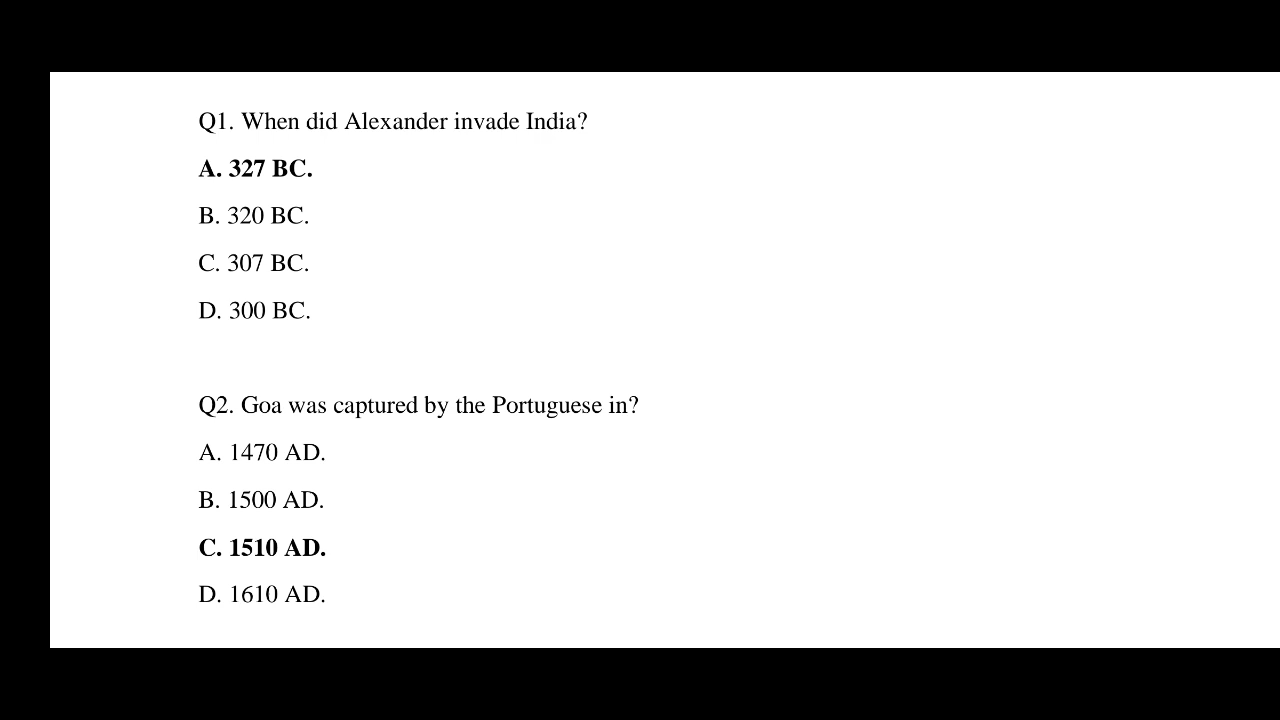 Q1. When did Alexander invade India?
A. 327 BC.
B. 320 BC.
C. 307 BC.
D. 300 BC.
Q2. Goa was captured by the Portuguese in?
A. 1470 AD.
B. 1500 AD.
C. 1510 AD.
D. 1610 AD.